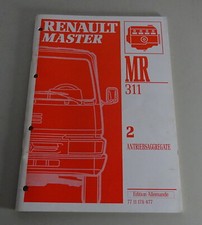 RENAULT
MASTER
MR
311
2
ANTRIEBSAGGREGATE
Edition Allemande